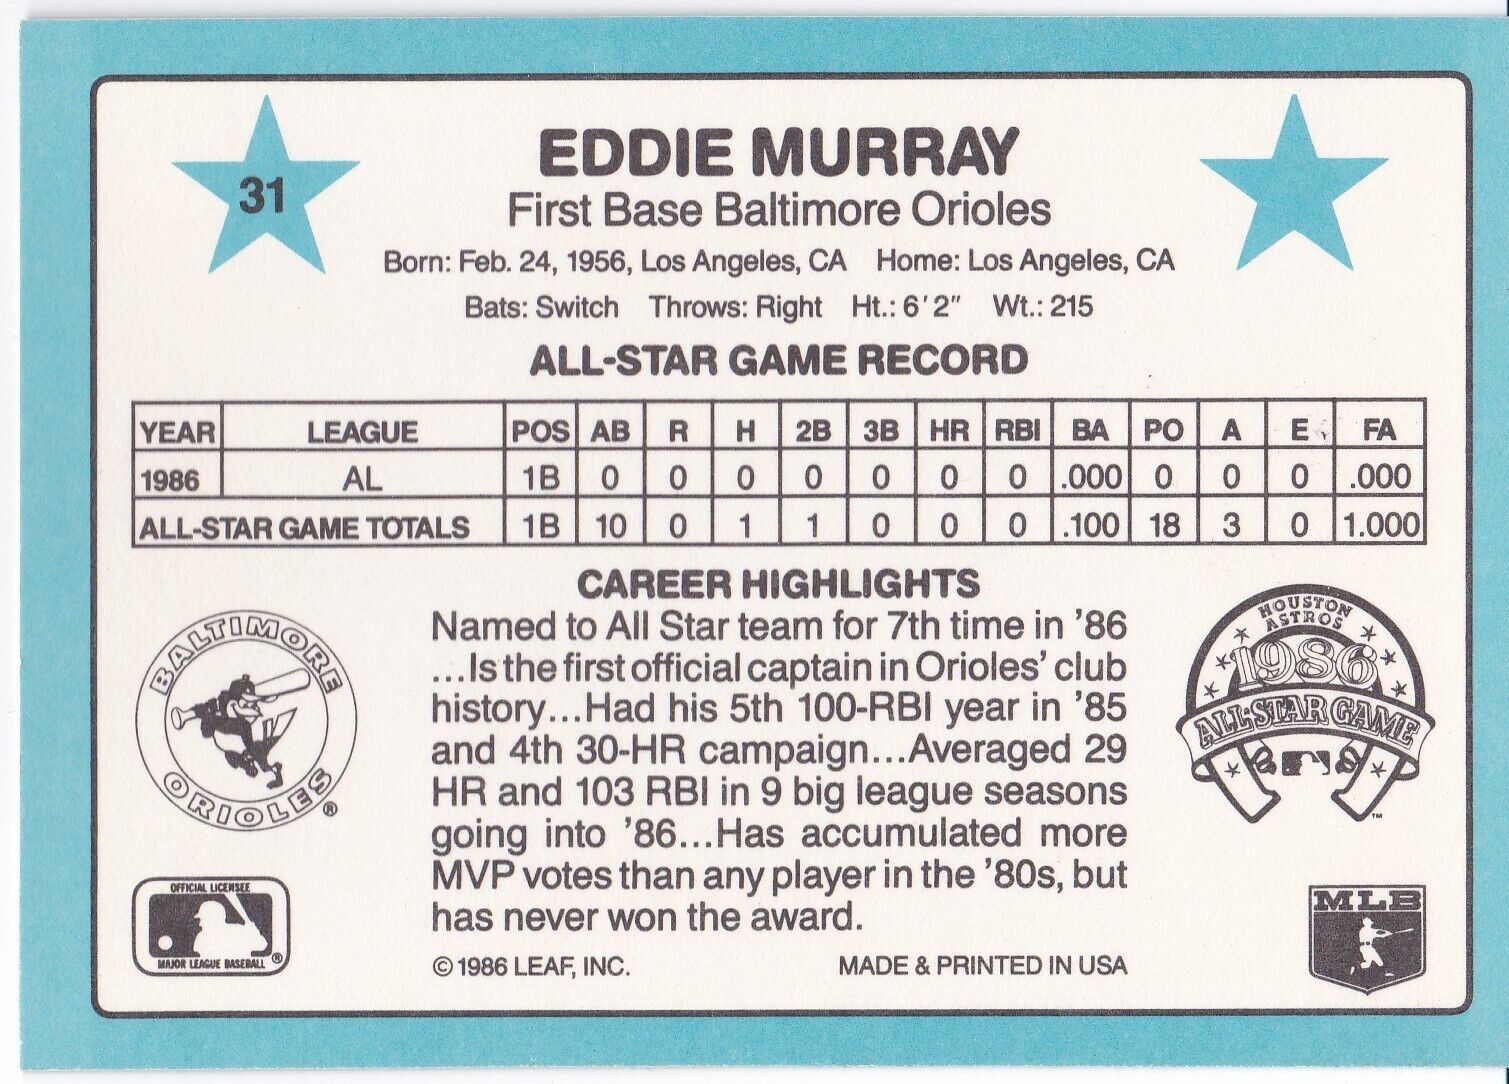 31
EDDIE MURRAY
First Base Baltimore Orioles
Born: Feb. 24, 1956, Los Angeles, CA Home: Los Angeles, CA
Bats: Switch Throws: Right Ht.: 6'2" Wt.: 215
ALL-STAR GAME RECORD
YEAR LEAGUE POS AB R H 2B 3B HR RBI BA PO A E FA
1986 AL 1B 0 0 0 0 0 0 0 .000 0 0 0 .000
ALL-STAR GAME TOTALS 1B 10 0 1 1 0 0 0 .100 18 3 0 1.000
CAREER HIGHLIGHTS
Named to All Star team for 7th time in '86
...Is the first official captain in Orioles' club
history...Had his 5th 100-RBI year in '85
and 4th 30-HR campaign...Averaged 29
HR and 103 RBI in 9 big league seasons
going into '86...Has accumulated more
MVP votes than any player in the '80s, but
has never won the award.
© 1986 LEAF, INC. MADE & PRINTED IN USA
BALTIMORE
ORIOLES ®
OFFICIAL LICENSEE
MAJOR LEAGUE BASEBALL ®
HOUSTON
ASTROS
1986
ALL-STAR GAME
™
MLB